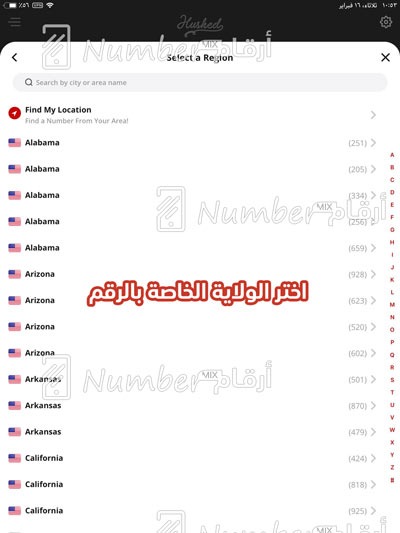 ١٠:٥٣ ثلاثاء، ١٦ فبراير
٥٦٪
Hushed
Number أرقام MIX
Select a Region
Search by city or area name
Find My Location
Find a Number From Your Area!
Alabama (251)
Alabama (205)
Alabama (334)
Number أرقام MIX
Alabama (256)
Alabama (659)
Arizona (928)
اختر الولاية الخاصة بالرقم
Arizona (623)
Arizona (520)
Arizona (602)
Number أرقام MIX
Arkansas (501)
Arkansas (870)
Arkansas (479)
California (424)
California (818)
California (925)
Number أرقام MIX
A
B
C
D
E
F
G
H
I
J
K
L
M
N
O
P
Q
R
S
T
U
V
W
X
Y
Z
#